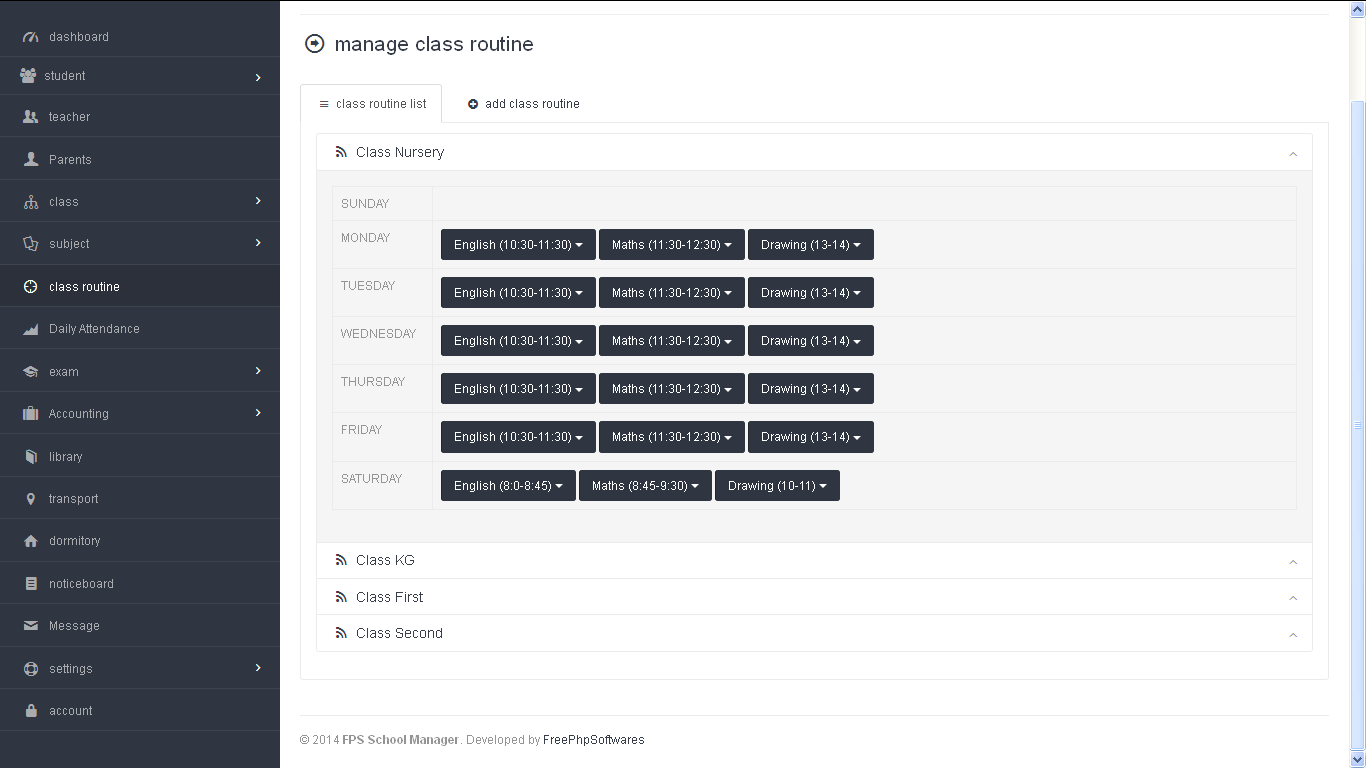 dashboard
student
teacher
Parents
class
subject
class routine
Daily Attendance
exam
Accounting
library
transport
dormitory
noticeboard
Message
settings
account
manage class routine
class routine list
add class routine
Class Nursery
SUNDAY
MONDAY English (10:30-11:30) Maths (11:30-12:30) Drawing (13-14)
TUESDAY English (10:30-11:30) Maths (11:30-12:30) Drawing (13-14)
WEDNESDAY English (10:30-11:30) Maths (11:30-12:30) Drawing (13-14)
THURSDAY English (10:30-11:30) Maths (11:30-12:30) Drawing (13-14)
FRIDAY English (10:30-11:30) Maths (11:30-12:30) Drawing (13-14)
SATURDAY English (8:0-8:45) Maths (8:45-9:30) Drawing (10-11)
Class KG
Class First
Class Second
© 2014 FPS School Manager. Developed by FreePhpSoftwares